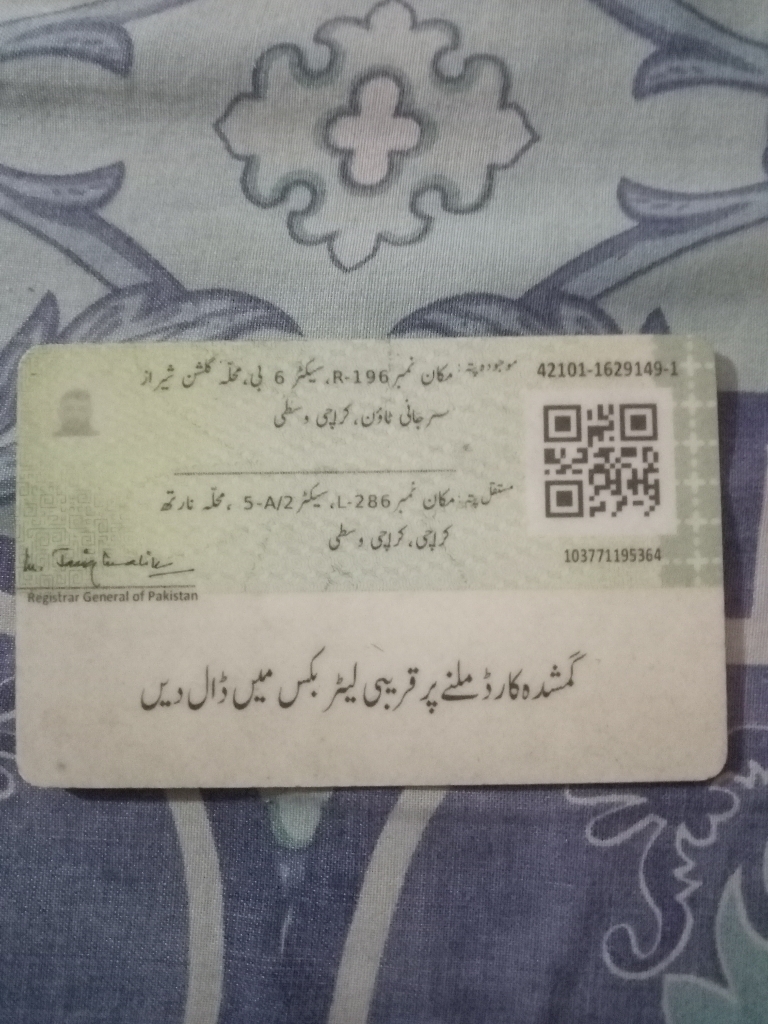 موجودہ پتہ: مکان نمبر R-196، سیکٹر 6 بی، محلّہ گلشن شیراز
سرجانی ٹاؤن، کراچی وسطی
42101-1629149-1
مستقل پتہ: مکان نمبر L-286، سیکٹر 5-A/2، محلّہ نارتھ
کراچی، کراچی وسطی
103771195364
Registrar General of Pakistan
گمشدہ کارڈ ملنے پر قریبی لیٹر بکس میں ڈال دیں